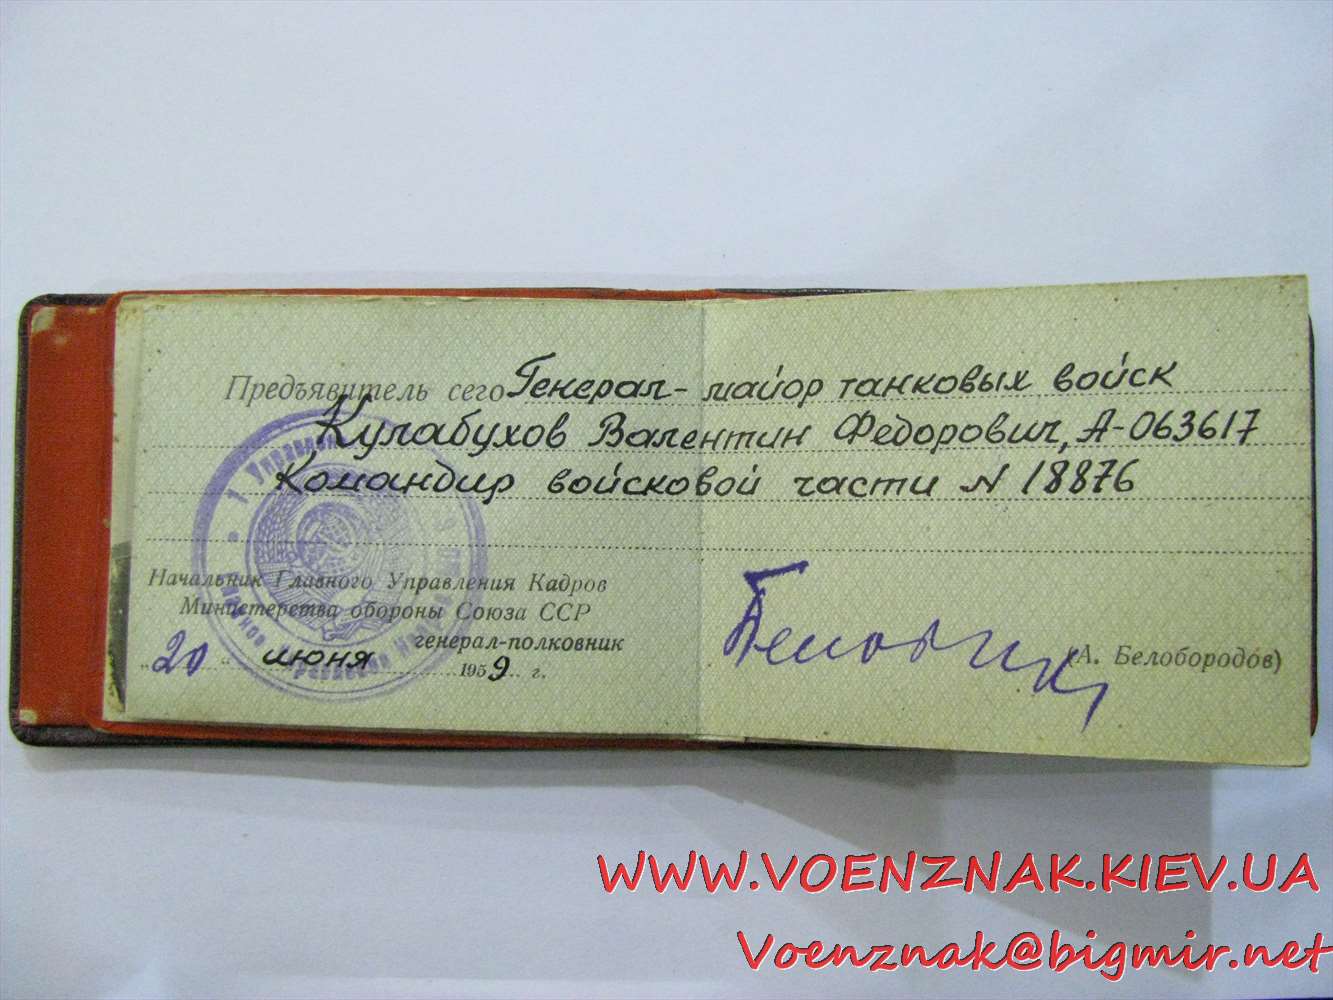 Предъявитель сего Генерал-майор танковых войск
Кулабухов Валентин Федорович, А-063617
Командир войсковой части N 18876
Начальник Главного Управления Кадров
Министерства обороны Союза ССР
генерал-полковник
(А. Белобородов)
„20“ июня 1959 г.
WWW.VOENZNAK.KIEV.UA
Voenznak@bigmir.net